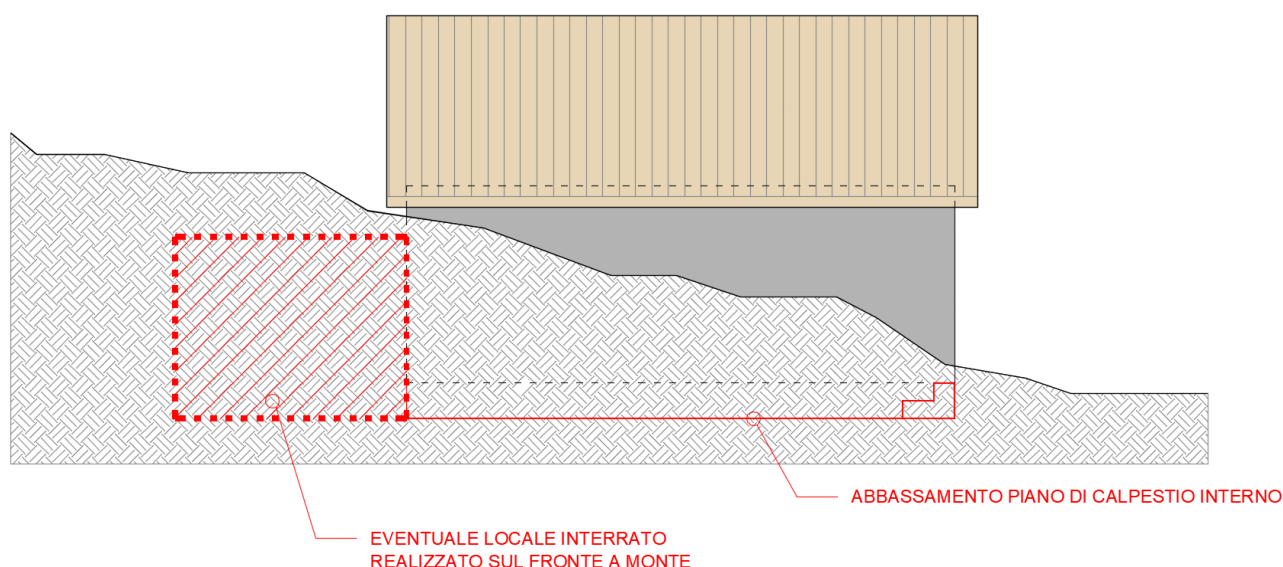 ABBASSAMENTO PIANO DI CALPESTIO INTERNO
EVENTUALE LOCALE INTERRATO
REALIZZATO SUL FRONTE A MONTE